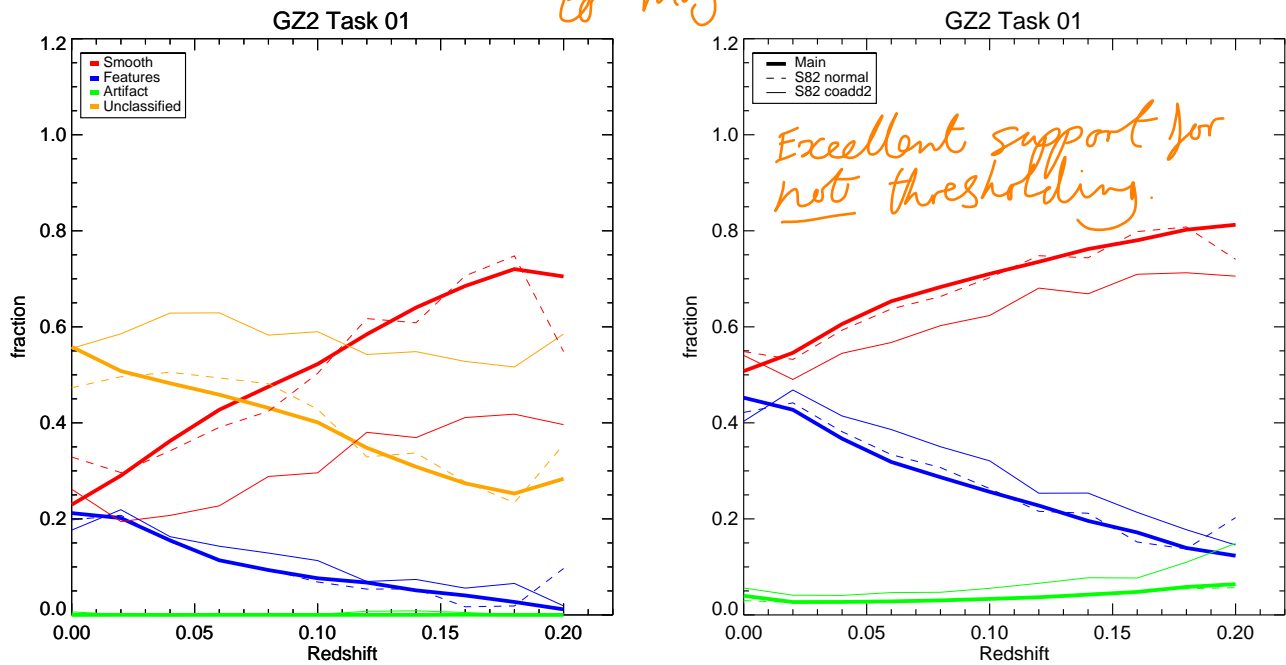 GZ2 Task 01
1.2
1.0
0.8
0.6
0.4
0.2
0.0
fraction
Smooth
Features
Artifact
Unclassified
0.00 0.05 0.10 0.15 0.20
Redshift
GZ2 Task 01
1.2
1.0
0.8
0.6
0.4
0.2
0.0
fraction
Main
S82 normal
S82 coadd2
Excellent support for
not thresholding.
0.00 0.05 0.10 0.15 0.20
Redshift